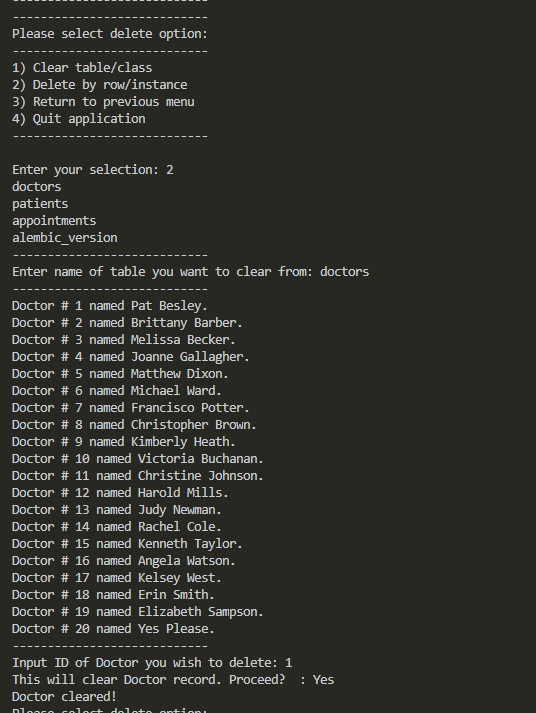 ----------------------------
----------------------------
Please select delete option:
----------------------------
1) Clear table/class
2) Delete by row/instance
3) Return to previous menu
4) Quit application
----------------------------
Enter your selection: 2
doctors
patients
appointments
alembic_version
----------------------------
Enter name of table you want to clear from: doctors
----------------------------
Doctor # 1 named Pat Besley.
Doctor # 2 named Brittany Barber.
Doctor # 3 named Melissa Becker.
Doctor # 4 named Joanne Gallagher.
Doctor # 5 named Matthew Dixon.
Doctor # 6 named Michael Ward.
Doctor # 7 named Francisco Potter.
Doctor # 8 named Christopher Brown.
Doctor # 9 named Kimberly Heath.
Doctor # 10 named Victoria Buchanan.
Doctor # 11 named Christine Johnson.
Doctor # 12 named Harold Mills.
Doctor # 13 named Judy Newman.
Doctor # 14 named Rachel Cole.
Doctor # 15 named Kenneth Taylor.
Doctor # 16 named Angela Watson.
Doctor # 17 named Kelsey West.
Doctor # 18 named Erin Smith.
Doctor # 19 named Elizabeth Sampson.
Doctor # 20 named Yes Please.
----------------------------
Input ID of Doctor you wish to delete: 1
This will clear Doctor record. Proceed?  : Yes
Doctor cleared!
Please select delete option: